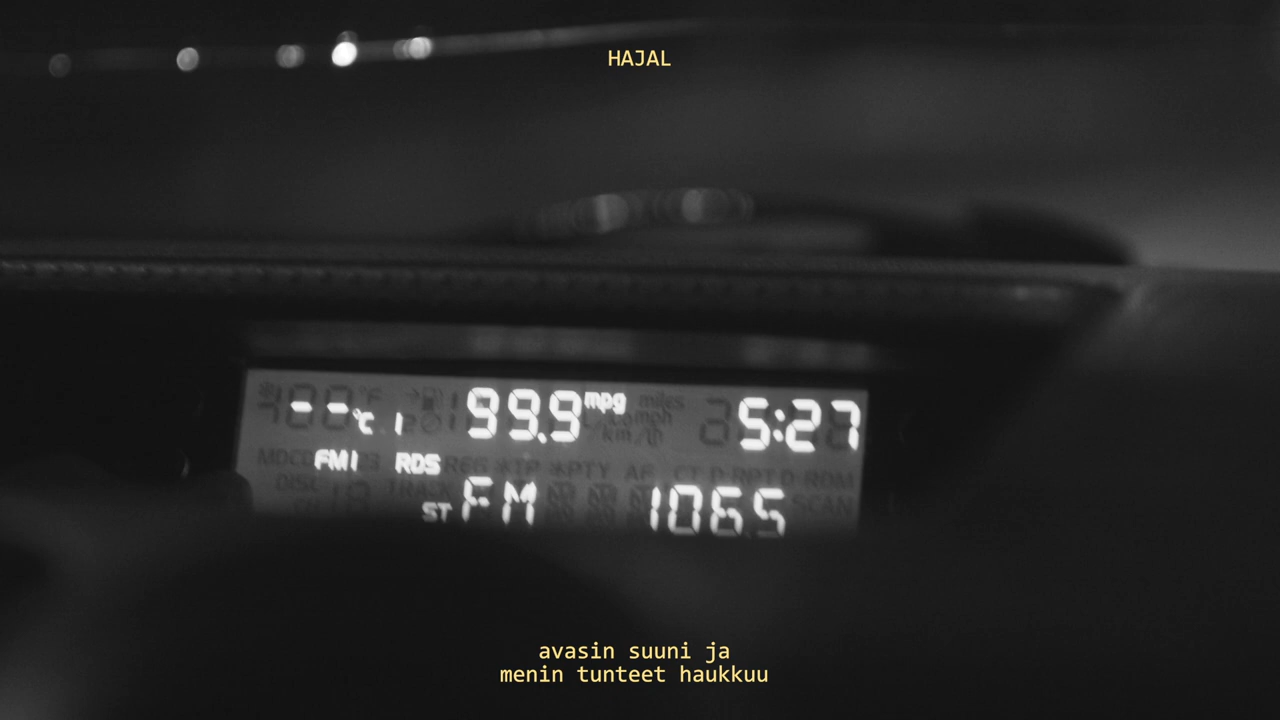 HAJAL
--°C 99.9 mpg 5:27
FM1 RDS
ST FM 106.5
avasin suuni ja
menin tunteet haukkuu